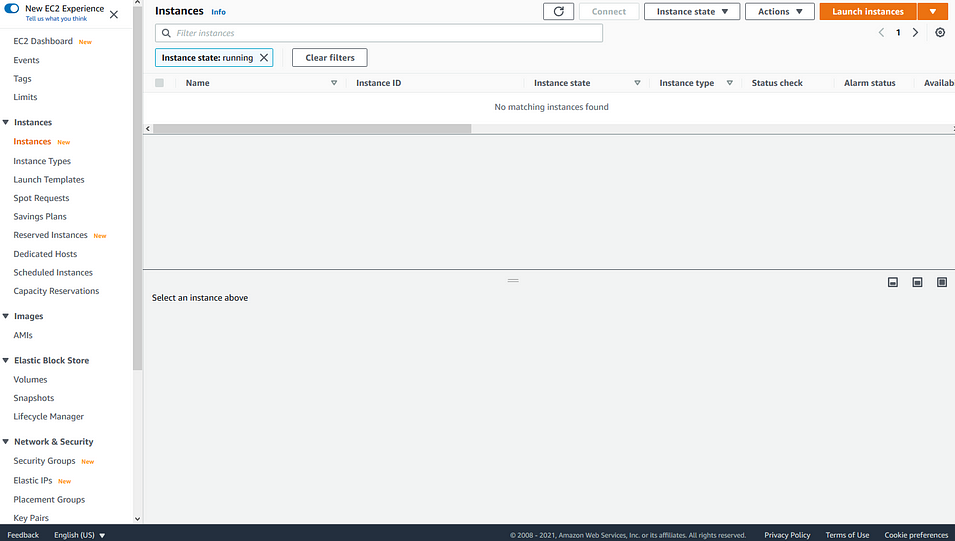 New EC2 Experience
Tell us what you think
EC2 Dashboard New
Events
Tags
Limits
Instances
Instances New
Instance Types
Launch Templates
Spot Requests
Savings Plans
Reserved Instances New
Dedicated Hosts
Scheduled Instances
Capacity Reservations
Images
AMIs
Elastic Block Store
Volumes
Snapshots
Lifecycle Manager
Network & Security
Security Groups New
Elastic IPs New
Placement Groups
Key Pairs
Instances Info
Connect Instance state Actions Launch instances
Filter instances
1
Instance state: running Clear filters
Name Instance ID Instance state Instance type Status check Alarm status Availab
No matching instances found
Select an instance above
Feedback English (US) © 2008 - 2021, Amazon Web Services, Inc. or its affiliates. All rights reserved. Privacy Policy Terms of Use Cookie preferences